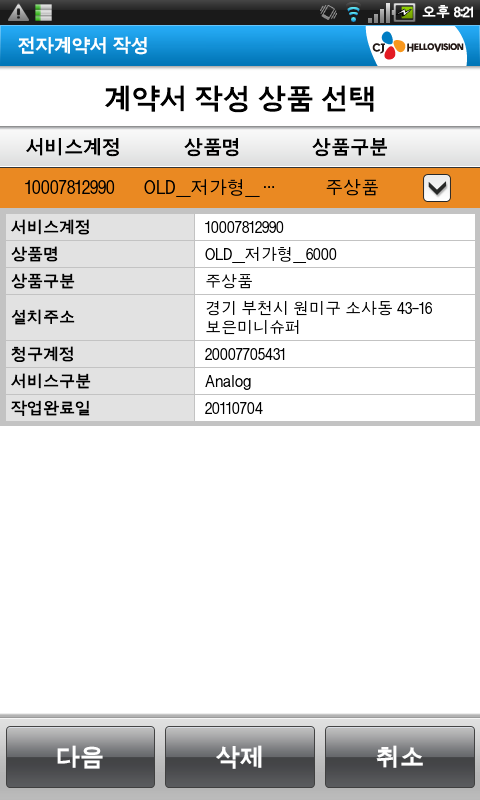 오후 8:21
전자계약서 작성
CJ HELLOVISION
계약서 작성 상품 선택
서비스계정 상품명 상품구분
10007812990 OLD__저가형__ ... 주상품
서비스계정 10007812990
상품명 OLD__저가형__6000
상품구분 주상품
설치주소 경기 부천시 원미구 소사동 43-16
보은미니슈퍼
청구계정 20007705431
서비스구분 Analog
작업완료일 20110704
다음 삭제 취소